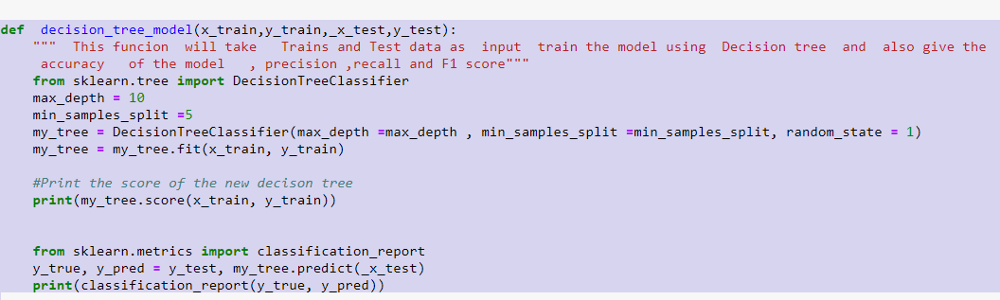 def  decision_tree_model(x_train,y_train,_x_test,y_test):
    """  This funcion  will take   Trains and Test data as  input  train the model using  Decision tree  and  also give the
     accuracy   of the model   , precision ,recall and F1 score"""
    from sklearn.tree import DecisionTreeClassifier
    max_depth = 10
    min_samples_split =5
    my_tree = DecisionTreeClassifier(max_depth =max_depth , min_samples_split =min_samples_split, random_state = 1)
    my_tree = my_tree.fit(x_train, y_train)
    #Print the score of the new decison tree
    print(my_tree.score(x_train, y_train))
    from sklearn.metrics import classification_report
    y_true, y_pred = y_test, my_tree.predict(_x_test)
    print(classification_report(y_true, y_pred))